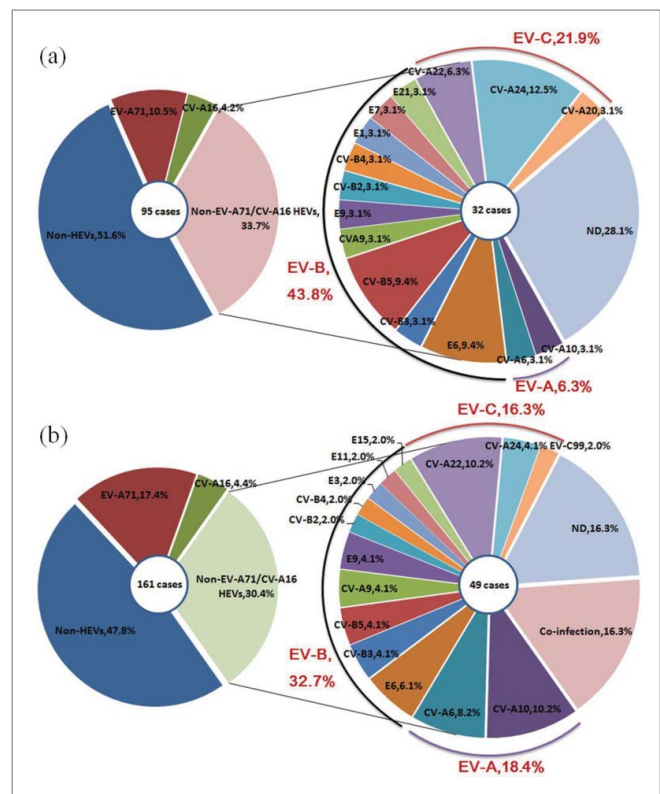 (a)
EV-C,21.9%
CV-A22,6.3%
CV-A24,12.5%
CV-A20,3.1%
E21,3.1%
E7,3.1%
E1,3.1%
CV-B4,3.1%
CV-B2,3.1%
E9,3.1%
CVA9,3.1%
CV-B5,9.4%
CV-B3,3.1%
E6,9.4%
CV-A6,3.1%
CV-A10,3.1%
ND,28.1%
32 cases
EV-A71,10.5%
CV-A16,4.2%
95 cases
Non-EV-A71/CV-A16 HEVs,
33.7%
Non-HEVs,51.6%
EV-B,
43.8%
EV-A,6.3%
(b)
EV-C,16.3%
E15,2.0%
E11,2.0%
E3,2.0%
CV-B4,2.0%
CV-B2,2.0%
CV-A22,10.2%
CV-A24,4.1%
EV-C99,2.0%
ND,16.3%
Co-infection,16.3%
E9,4.1%
CV-A9,4.1%
CV-B5,4.1%
CV-B3,4.1%
E6,6.1%
CV-A6,8.2%
CV-A10,10.2%
49 cases
EV-A71,17.4%
CV-A16,4.4%
161 cases
Non-EV-A71/CV-A16
HEVs,30.4%
Non-HEVs,47.8%
EV-B,
32.7%
EV-A,18.4%